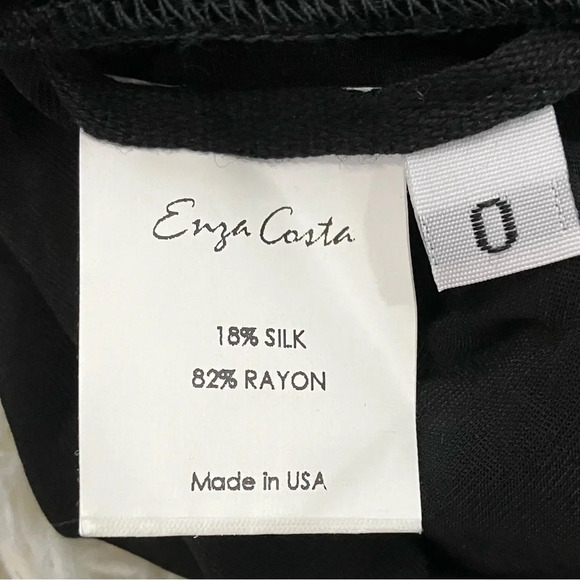 Enza Costa
0
18% SILK
82% RAYON
Made in USA